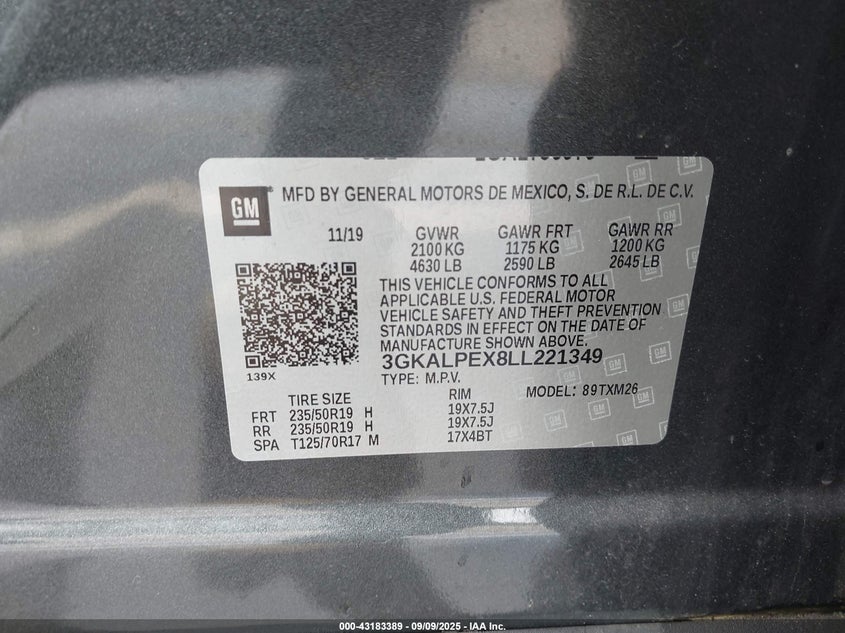 GM
MFD BY GENERAL MOTORS DE MEXICO, S. DE R.L. DE C.V.
11/19 GVWR GAWR FRT GAWR RR
2100 KG 1175 KG 1200 KG
4630 LB 2590 LB 2645 LB
THIS VEHICLE CONFORMS TO ALL
APPLICABLE U.S. FEDERAL MOTOR
VEHICLE SAFETY AND THEFT PREVENTION
STANDARDS IN EFFECT ON THE DATE OF
MANUFACTURE SHOWN ABOVE.
3GKALPEX8LL221349
139X
TYPE: M.P.V. MODEL: 89TXM26
TIRE SIZE RIM
FRT 235/50R19 H 19X7.5J
RR 235/50R19 H 19X7.5J
SPA T125/70R17 M 17X4BT
000-43183389 - 09/09/2025 - IAA Inc.